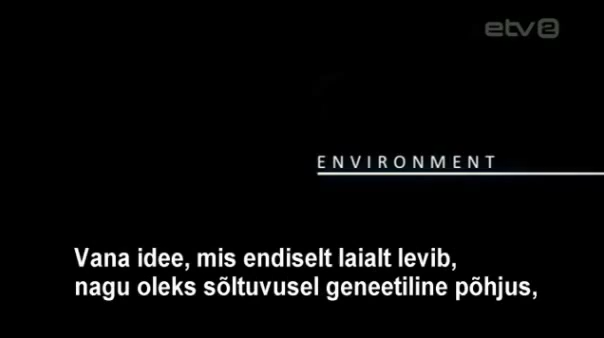 etv2
ENVIRONMENT
Vana idee, mis endiselt laialt levib,
nagu oleks sõltuvusel geneetiline põhjus,